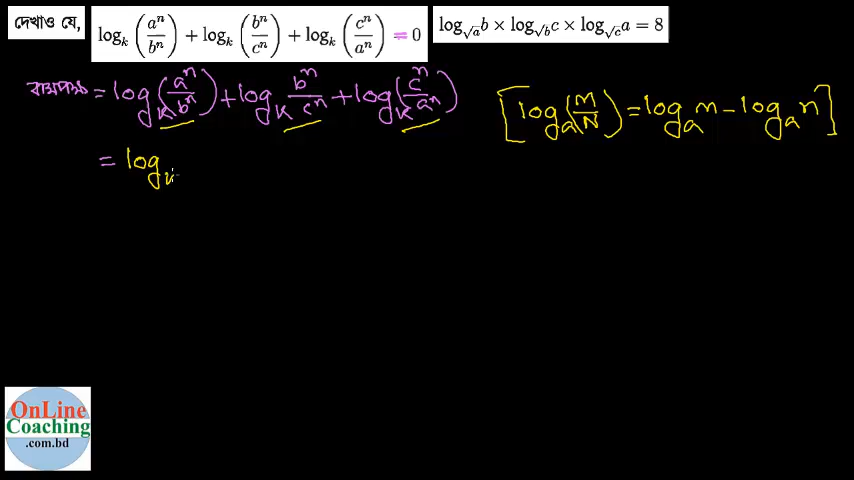 দেখাও যে, log_k (a^n/b^n) + log_k (b^n/c^n) + log_k (c^n/a^n) = 0 log_√a b × log_√b c × log_√c a = 8
বামপক্ষ = log_k (a^n/b^n) + log_k b^n/c^n + log_k (c^n/a^n) [log_a (M/N) = log_a m − log_a n]
= log_k
OnLine
Coaching
.com.bd